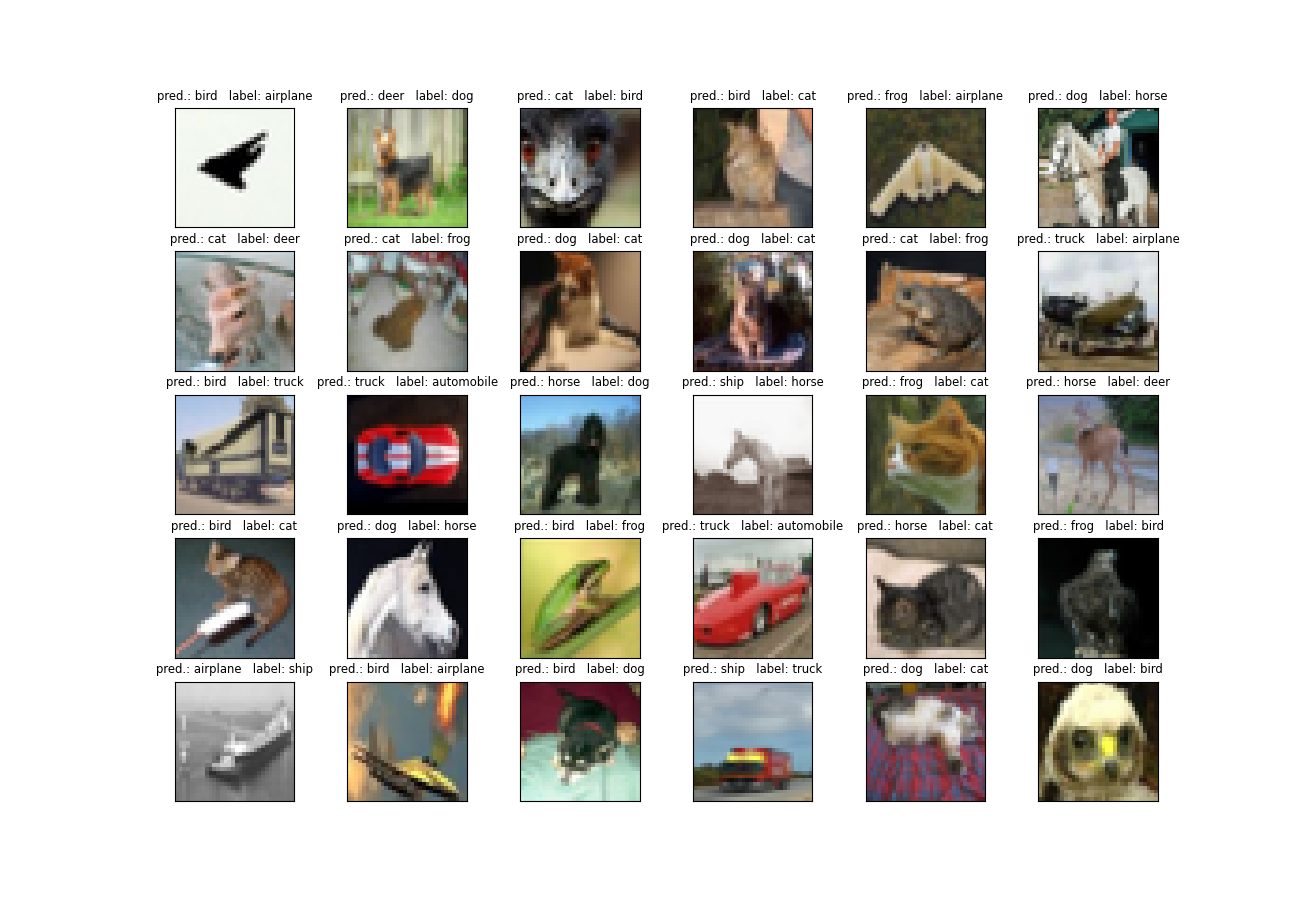 pred.: bird   label: airplane
pred.: deer   label: dog
pred.: cat   label: bird
pred.: bird   label: cat
pred.: frog   label: airplane
pred.: dog   label: horse
pred.: cat   label: deer
pred.: cat   label: frog
pred.: dog   label: cat
pred.: dog   label: cat
pred.: cat   label: frog
pred.: truck   label: airplane
pred.: bird   label: truck
pred.: truck   label: automobile
pred.: horse   label: dog
pred.: ship   label: horse
pred.: frog   label: cat
pred.: horse   label: deer
pred.: bird   label: cat
pred.: dog   label: horse
pred.: bird   label: frog
pred.: truck   label: automobile
pred.: horse   label: cat
pred.: frog   label: bird
pred.: airplane   label: ship
pred.: bird   label: airplane
pred.: bird   label: dog
pred.: ship   label: truck
pred.: dog   label: cat
pred.: dog   label: bird